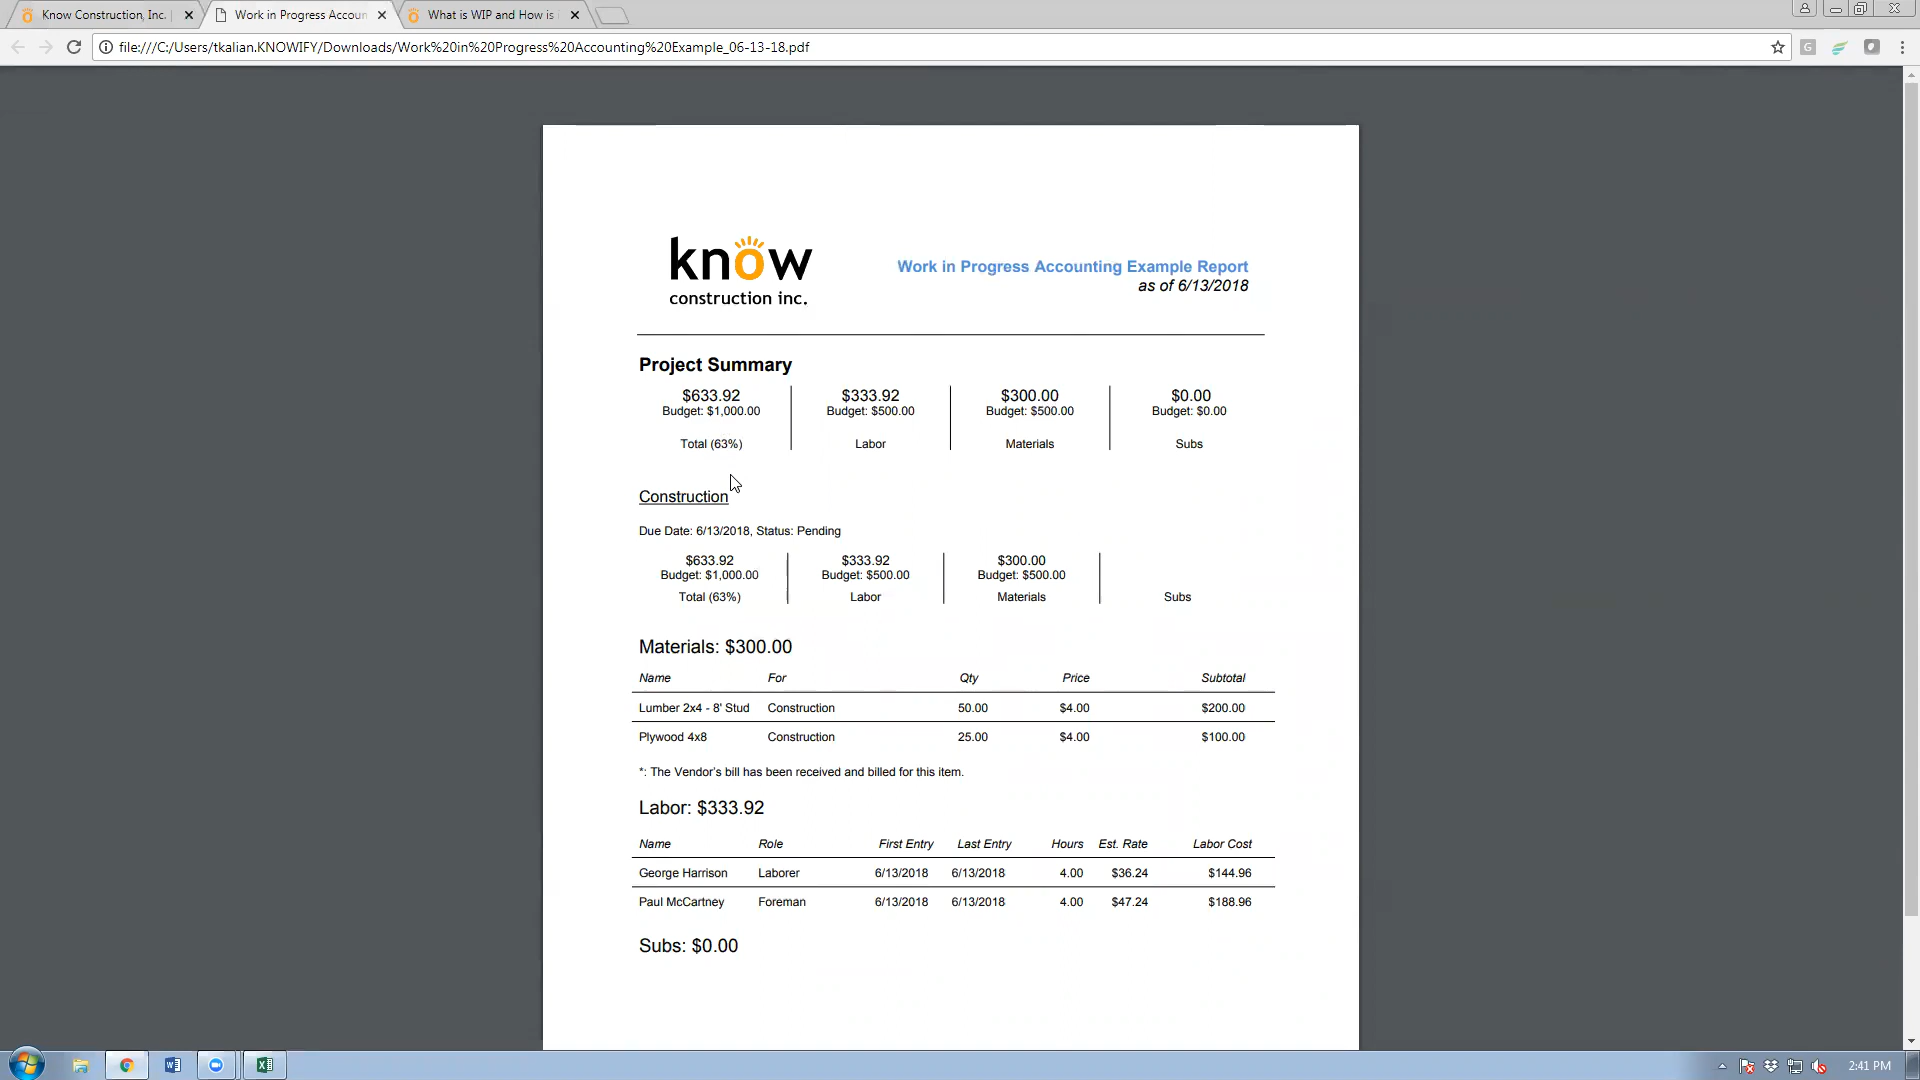 Know Construction, Inc.
Work in Progress Accoun
What is WIP and How is
file:///C:/Users/tkalian.KNOWIFY/Downloads/Work%20in%20Progress%20Accounting%20Example_06-13-18.pdf
know
construction inc.
Work in Progress Accounting Example Report
as of 6/13/2018
Project Summary
$633.92 $333.92 $300.00 $0.00
Budget: $1,000.00 Budget: $500.00 Budget: $500.00 Budget: $0.00
Total (63%) Labor Materials Subs
Construction
Due Date: 6/13/2018, Status: Pending
$633.92 $333.92 $300.00
Budget: $1,000.00 Budget: $500.00 Budget: $500.00
Total (63%) Labor Materials Subs
Materials: $300.00
Name For Qty Price Subtotal
Lumber 2x4 - 8' Stud Construction 50.00 $4.00 $200.00
Plywood 4x8 Construction 25.00 $4.00 $100.00
*: The Vendor's bill has been received and billed for this item.
Labor: $333.92
Name Role First Entry Last Entry Hours Est. Rate Labor Cost
George Harrison Laborer 6/13/2018 6/13/2018 4.00 $36.24 $144.96
Paul McCartney Foreman 6/13/2018 6/13/2018 4.00 $47.24 $188.96
Subs: $0.00
2:41 PM